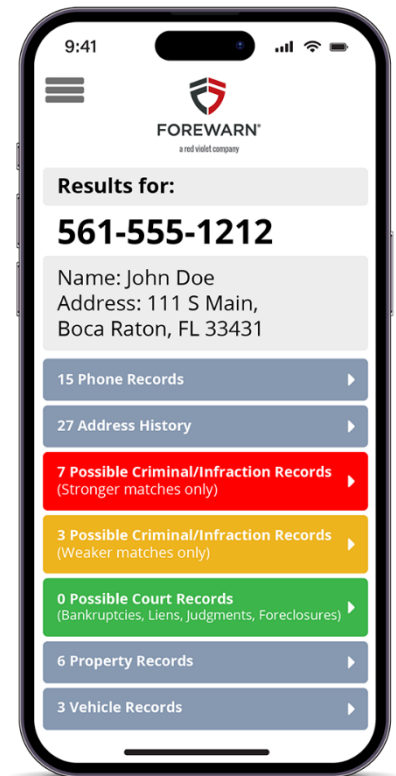 9:41
FOREWARN®
a red violet company
Results for:
561-555-1212
Name: John Doe
Address: 111 S Main,
Boca Raton, FL 33431
15 Phone Records
27 Address History
7 Possible Criminal/Infraction Records
(Stronger matches only)
3 Possible Criminal/Infraction Records
(Weaker matches only)
0 Possible Court Records
(Bankruptcies, Liens, Judgments, Foreclosures)
6 Property Records
3 Vehicle Records